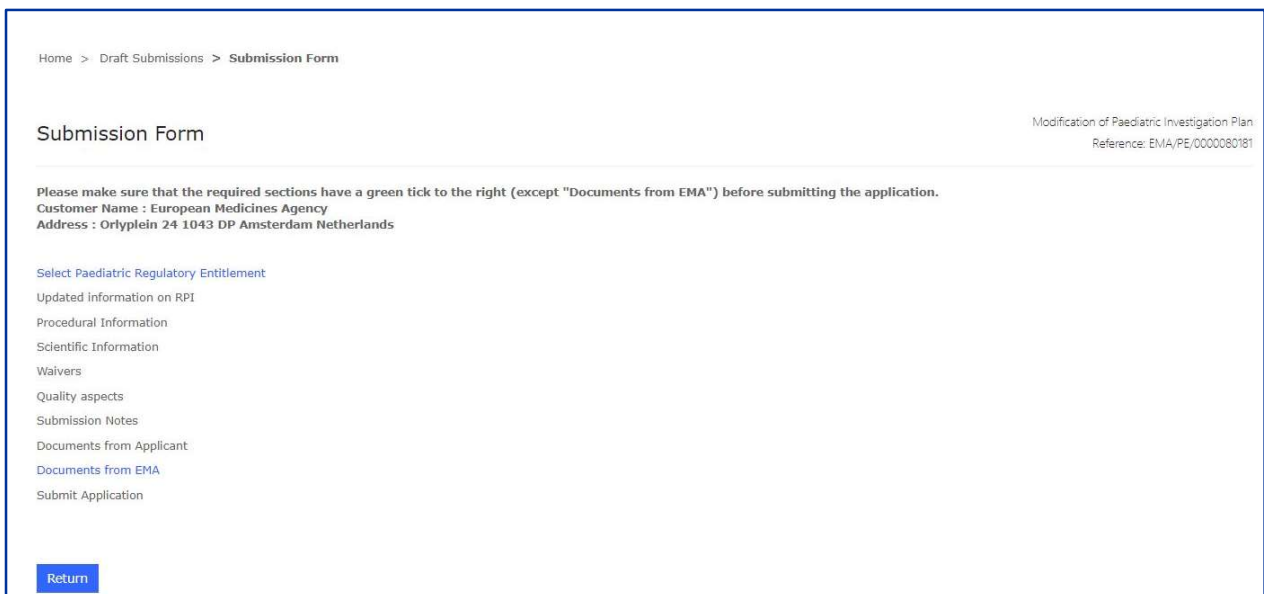 Home > Draft Submissions > Submission Form
Submission Form
Modification of Paediatric Investigation Plan
Reference: EMA/PE/0000080181
Please make sure that the required sections have a green tick to the right (except "Documents from EMA") before submitting the application.
Customer Name : European Medicines Agency
Address : Orlyplein 24 1043 DP Amsterdam Netherlands
Select Paediatric Regulatory Entitlement
Updated information on RPI
Procedural Information
Scientific Information
Waivers
Quality aspects
Submission Notes
Documents from Applicant
Documents from EMA
Submit Application
Return